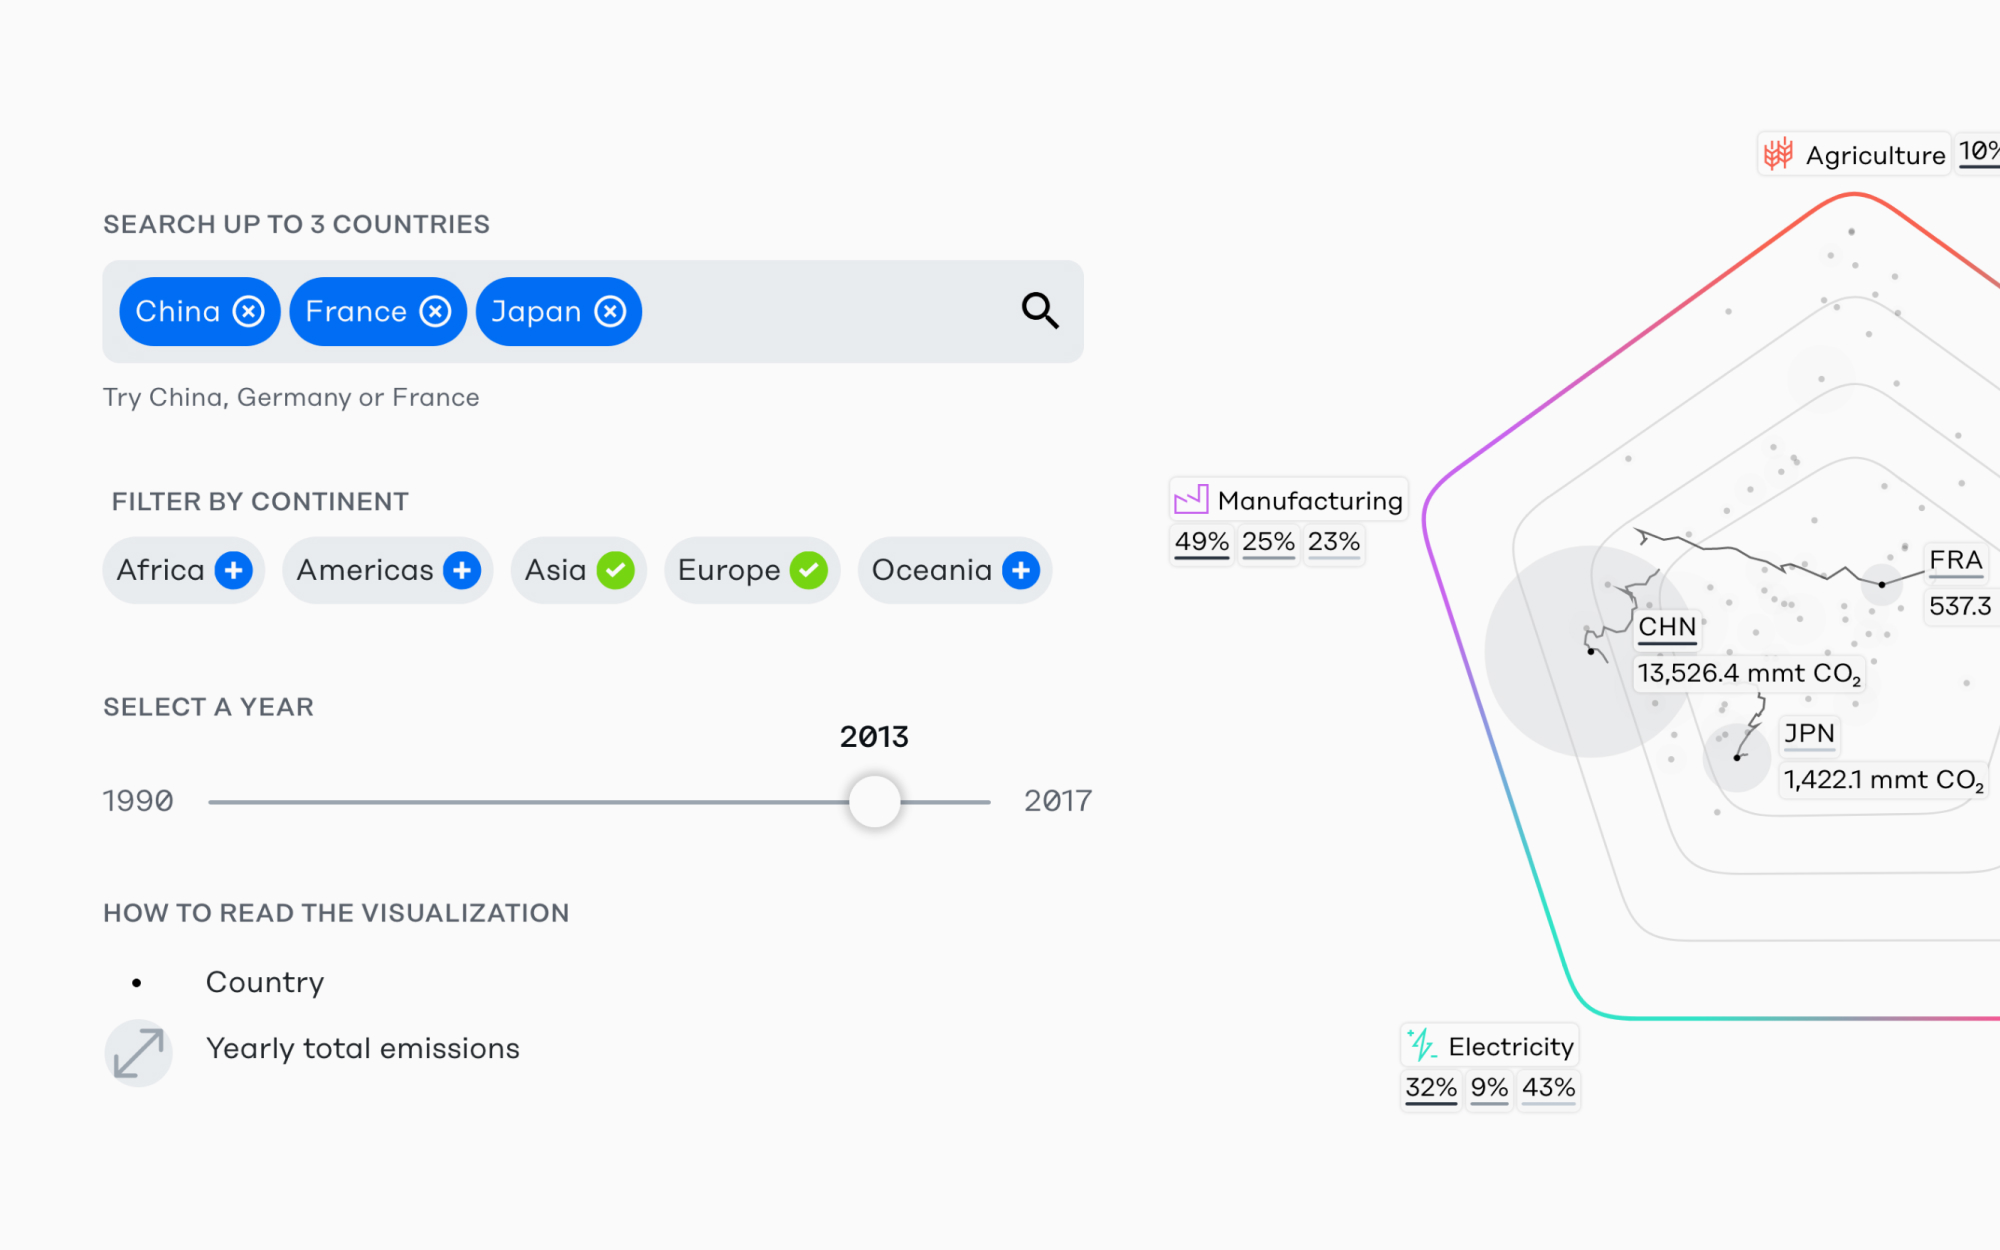 SEARCH UP TO 3 COUNTRIES
China France Japan
Try China, Germany or France
FILTER BY CONTINENT
Africa Americas Asia Europe Oceania
SELECT A YEAR
2013
1990 2017
HOW TO READ THE VISUALIZATION
Country
Yearly total emissions
Agriculture 10%
Manufacturing
49% 25% 23%
FRA
537.3
CHN
13,526.4 mmt CO₂
JPN
1,422.1 mmt CO₂
Electricity
32% 9% 43%